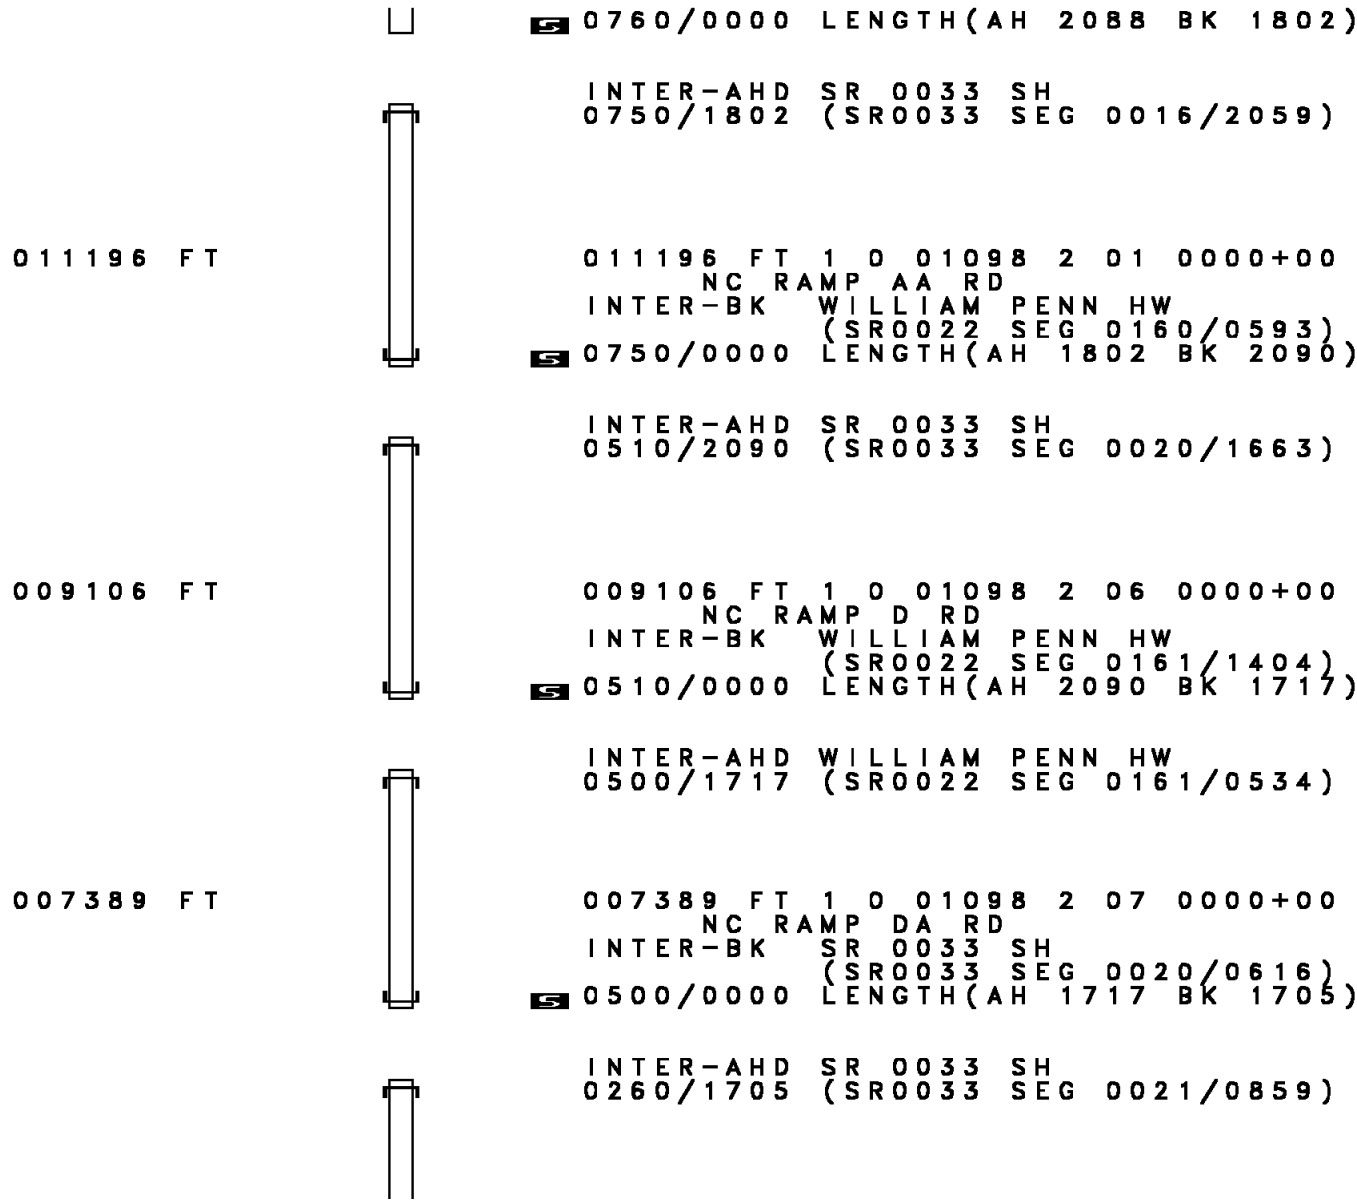 S 0760/0000 LENGTH(AH 2088 BK 1802)
INTER-AHD SR 0033 SH
0750/1802 (SR0033 SEG 0016/2059)
011196 FT 011196 FT 1 0 01098 2 01 0000+00
NC RAMP AA RD
INTER-BK WILLIAM PENN HW
(SR0022 SEG 0160/0593)
S 0750/0000 LENGTH(AH 1802 BK 2090)
INTER-AHD SR 0033 SH
0510/2090 (SR0033 SEG 0020/1663)
009106 FT 009106 FT 1 0 01098 2 06 0000+00
NC RAMP D RD
INTER-BK WILLIAM PENN HW
(SR0022 SEG 0161/1404)
S 0510/0000 LENGTH(AH 2090 BK 1717)
INTER-AHD WILLIAM PENN HW
0500/1717 (SR0022 SEG 0161/0534)
007389 FT 007389 FT 1 0 01098 2 07 0000+00
NC RAMP DA RD
INTER-BK SR 0033 SH
(SR0033 SEG 0020/0616)
S 0500/0000 LENGTH(AH 1717 BK 1705)
INTER-AHD SR 0033 SH
0260/1705 (SR0033 SEG 0021/0859)